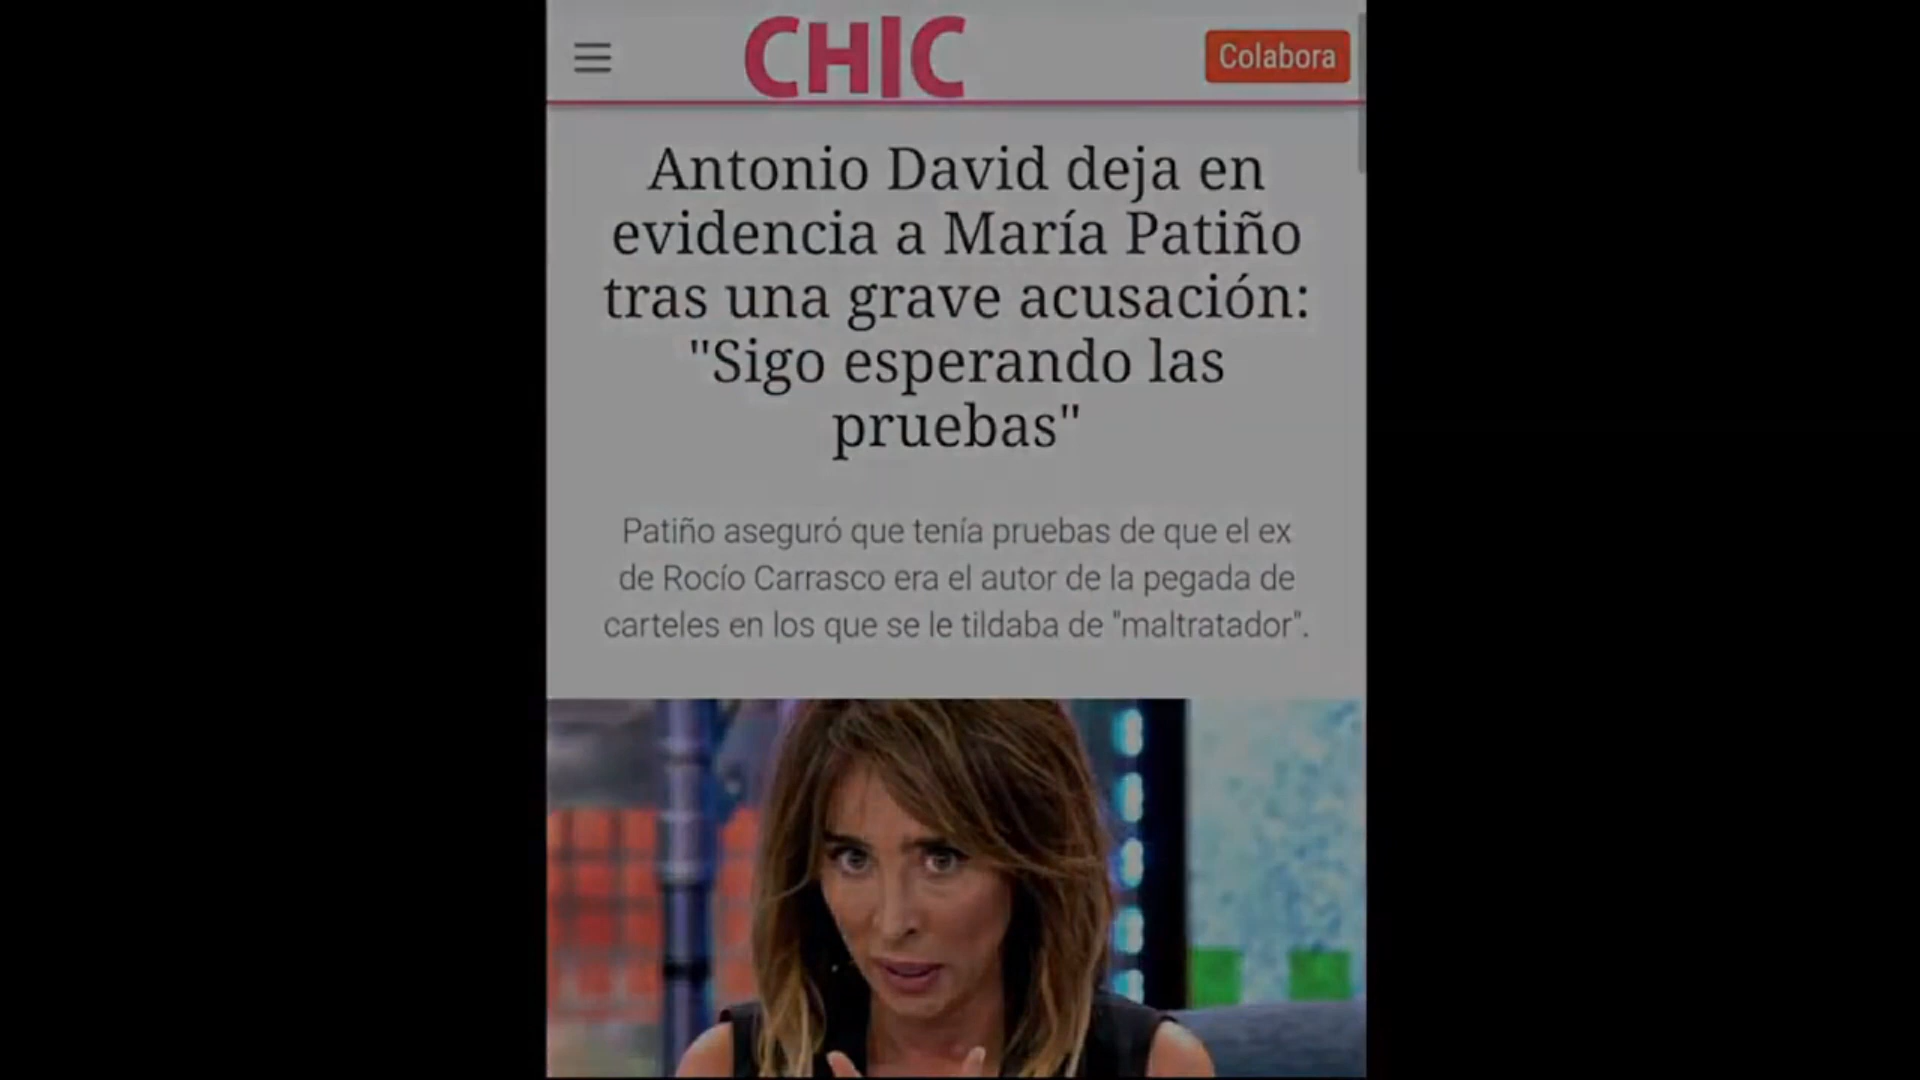 CHIC
Colabora
Antonio David deja en
evidencia a María Patiño
tras una grave acusación:
"Sigo esperando las
pruebas"
Patiño aseguró que tenía pruebas de que el ex
de Rocío Carrasco era el autor de la pegada de
carteles en los que se le tildaba de "maltratador".